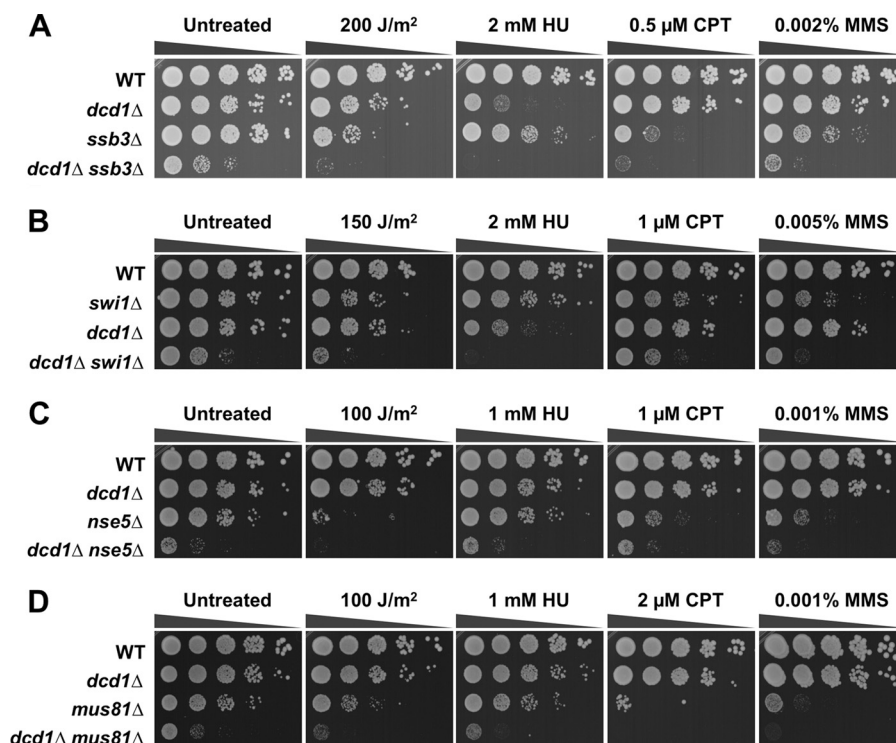 A
Untreated 200 J/m² 2 mM HU 0.5 µM CPT 0.002% MMS
WT
dcd1Δ
ssb3Δ
dcd1Δ ssb3Δ
B
Untreated 150 J/m² 2 mM HU 1 µM CPT 0.005% MMS
WT
swi1Δ
dcd1Δ
dcd1Δ swi1Δ
C
Untreated 100 J/m² 1 mM HU 1 µM CPT 0.001% MMS
WT
dcd1Δ
nse5Δ
dcd1Δ nse5Δ
D
Untreated 100 J/m² 1 mM HU 2 µM CPT 0.001% MMS
WT
dcd1Δ
mus81Δ
dcd1Δ mus81Δ